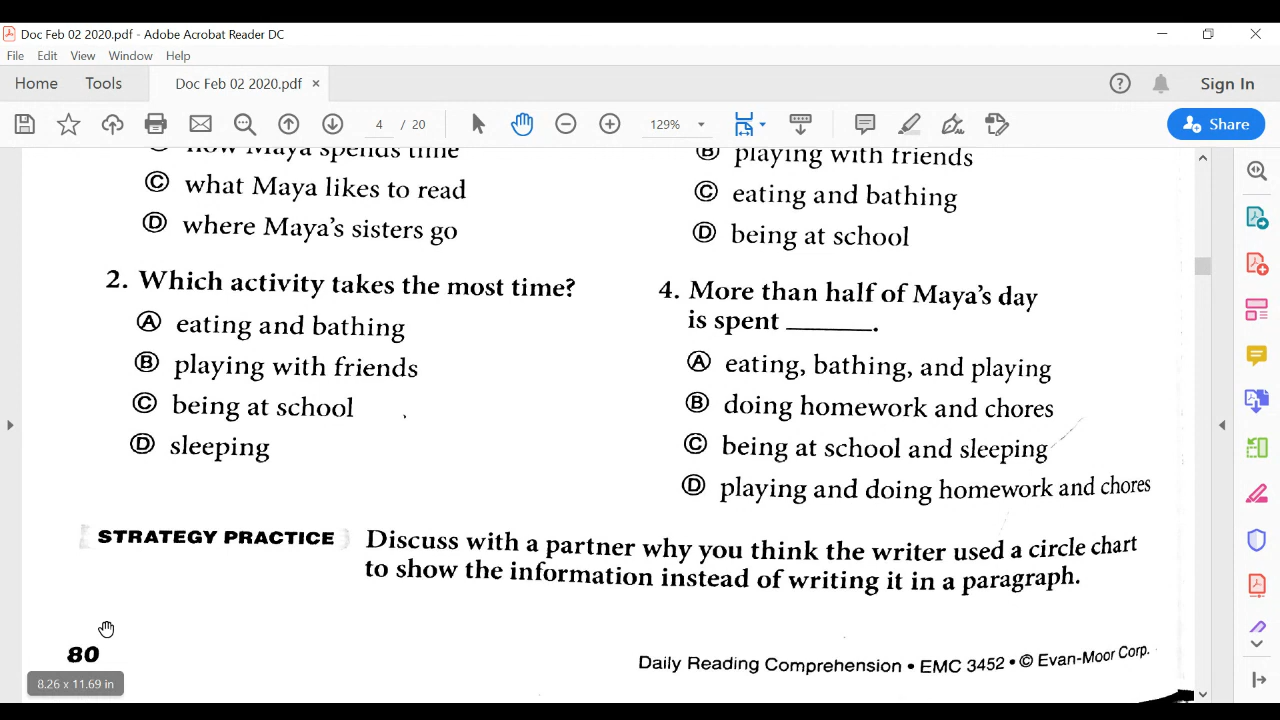 Doc Feb 02 2020.pdf - Adobe Acrobat Reader DC
File Edit View Window Help
Home Tools Doc Feb 02 2020.pdf × Sign In
4 / 20 129% Share
how Maya spends time
Ⓒ what Maya likes to read
Ⓓ where Maya's sisters go
2. Which activity takes the most time?
Ⓐ eating and bathing
Ⓑ playing with friends
Ⓒ being at school
Ⓓ sleeping
Ⓑ playing with friends
Ⓒ eating and bathing
Ⓓ being at school
4. More than half of Maya's day
is spent ______.
Ⓐ eating, bathing, and playing
Ⓑ doing homework and chores
Ⓒ being at school and sleeping
Ⓓ playing and doing homework and chores
STRATEGY PRACTICE Discuss with a partner why you think the writer used a circle chart
to show the information instead of writing it in a paragraph.
80
Daily Reading Comprehension • EMC 3452 • © Evan-Moor Corp.
8.26 x 11.69 in